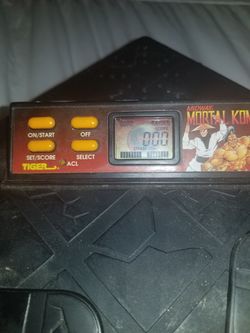 MIDWAY
MORTAL KOM
ON/START
OFF
000
SET/SCORE
SELECT
TIGER
ACL